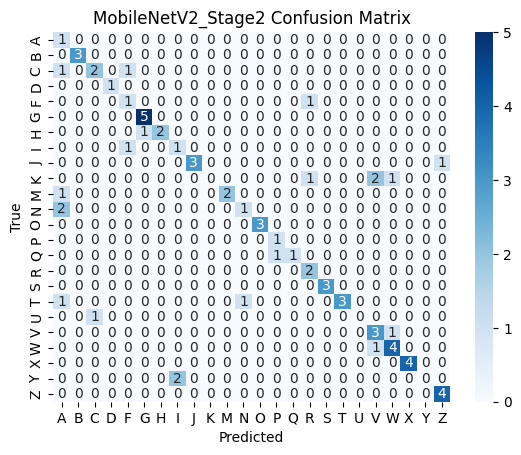 MobileNetV2_Stage2 Confusion Matrix
A 1 0 0 0 0 0 0 0 0 0 0 0 0 0 0 0 0 0 0 0 0 0 0 0
B 0 3 0 0 0 0 0 0 0 0 0 0 0 0 0 0 0 0 0 0 0 0 0 0
C 1 0 2 0 1 0 0 0 0 0 0 0 0 0 0 0 0 0 0 0 0 0 0 0
D 0 0 0 1 0 0 0 0 0 0 0 0 0 0 0 0 0 0 0 0 0 0 0 0
F 0 0 0 0 1 0 0 0 0 0 0 0 0 0 0 1 0 0 0 0 0 0 0 0
G 0 0 0 0 0 5 0 0 0 0 0 0 0 0 0 0 0 0 0 0 0 0 0 0
H 0 0 0 0 0 1 2 0 0 0 0 0 0 0 0 0 0 0 0 0 0 0 0 0
I 0 0 0 0 1 0 0 1 0 0 0 0 0 0 0 0 0 0 0 0 0 0 0 0
J 0 0 0 0 0 0 0 0 3 0 0 0 0 0 0 0 0 0 0 0 0 0 0 1
K 0 0 0 0 0 0 0 0 0 0 0 0 0 0 0 1 0 0 0 2 1 0 0 0
M 1 0 0 0 0 0 0 0 0 0 2 0 0 0 0 0 0 0 0 0 0 0 0 0
N 2 0 0 0 0 0 0 0 0 0 0 1 0 0 0 0 0 0 0 0 0 0 0 0
O 0 0 0 0 0 0 0 0 0 0 0 0 3 0 0 0 0 0 0 0 0 0 0 0
P 0 0 0 0 0 0 0 0 0 0 0 0 0 1 0 0 0 0 0 0 0 0 0 0
Q 0 0 0 0 0 0 0 0 0 0 0 0 0 1 1 0 0 0 0 0 0 0 0 0
R 0 0 0 0 0 0 0 0 0 0 0 0 0 0 0 2 0 0 0 0 0 0 0 0
S 0 0 0 0 0 0 0 0 0 0 0 0 0 0 0 0 3 0 0 0 0 0 0 0
T 1 0 0 0 0 0 0 0 0 0 0 1 0 0 0 0 0 3 0 0 0 0 0 0
U 0 0 1 0 0 0 0 0 0 0 0 0 0 0 0 0 0 0 0 0 0 0 0 0
V 0 0 0 0 0 0 0 0 0 0 0 0 0 0 0 0 0 0 0 3 1 0 0 0
W 0 0 0 0 0 0 0 0 0 0 0 0 0 0 0 0 0 0 0 1 4 0 0 0
X 0 0 0 0 0 0 0 0 0 0 0 0 0 0 0 0 0 0 0 0 0 4 0 0
Y 0 0 0 0 0 0 0 2 0 0 0 0 0 0 0 0 0 0 0 0 0 0 0 0
Z 0 0 0 0 0 0 0 0 0 0 0 0 0 0 0 0 0 0 0 0 0 0 0 4
A B C D F G H I J K M N O P Q R S T U V W X Y Z
Predicted
True
5
4
3
2
1
0